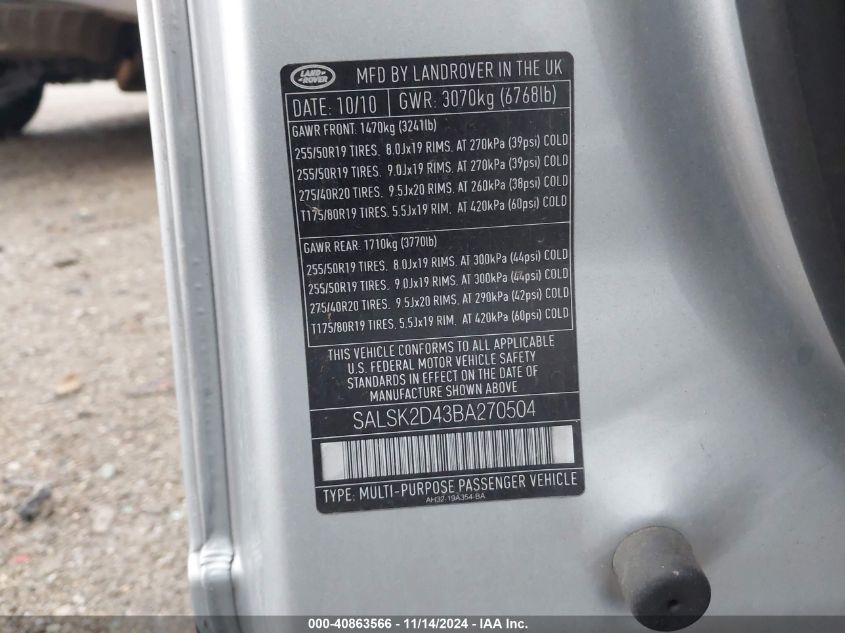 LAND-
-ROVER
MFD BY LANDROVER IN THE UK
DATE: 10/10 GWR: 3070kg (6768lb)
GAWR FRONT: 1470kg (3241lb)
255/50R19 TIRES. 8.0Jx19 RIMS. AT 270kPa (39psi) COLD
255/50R19 TIRES. 9.0Jx19 RIMS. AT 270kPa (39psi) COLD
275/40R20 TIRES. 9.5Jx20 RIMS. AT 260kPa (38psi) COLD
T175/80R19 TIRES. 5.5Jx19 RIM. AT 420kPa (60psi) COLD
GAWR REAR: 1710kg (3770lb)
255/50R19 TIRES. 8.0Jx19 RIMS. AT 300kPa (44psi) COLD
255/50R19 TIRES. 9.0Jx19 RIMS. AT 300kPa (44psi) COLD
275/40R20 TIRES. 9.5Jx20 RIMS. AT 290kPa (42psi) COLD
T175/80R19 TIRES. 5.5Jx19 RIM. AT 420kPa (60psi) COLD
THIS VEHICLE CONFORMS TO ALL APPLICABLE
U.S. FEDERAL MOTOR VEHICLE SAFETY
STANDARDS IN EFFECT ON THE DATE OF
MANUFACTURE SHOWN ABOVE
SALSK2D43BA270504
TYPE: MULTI-PURPOSE PASSENGER VEHICLE
AH32-19A354-BA
000-40863566 - 11/14/2024 - IAA Inc.